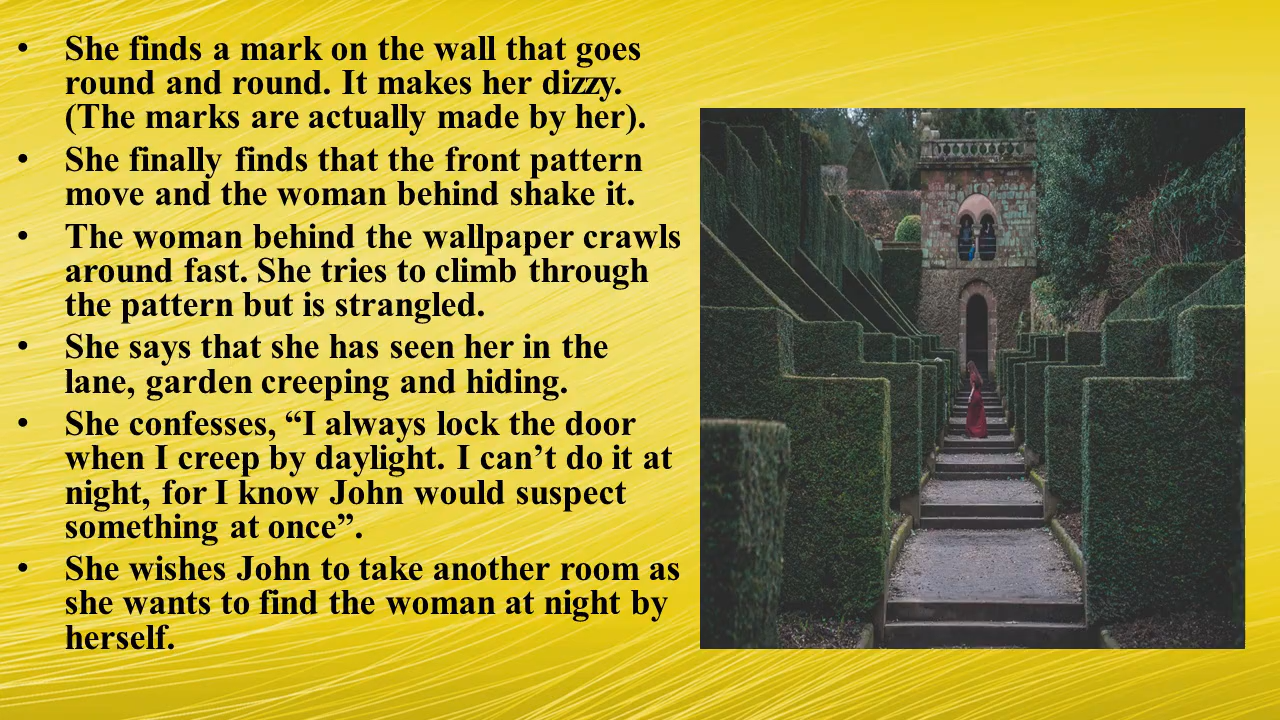 • She finds a mark on the wall that goes
round and round. It makes her dizzy.
(The marks are actually made by her).
• She finally finds that the front pattern
move and the woman behind shake it.
• The woman behind the wallpaper crawls
around fast. She tries to climb through
the pattern but is strangled.
• She says that she has seen her in the
lane, garden creeping and hiding.
• She confesses, “I always lock the door
when I creep by daylight. I can’t do it at
night, for I know John would suspect
something at once”.
• She wishes John to take another room as
she wants to find the woman at night by
herself.